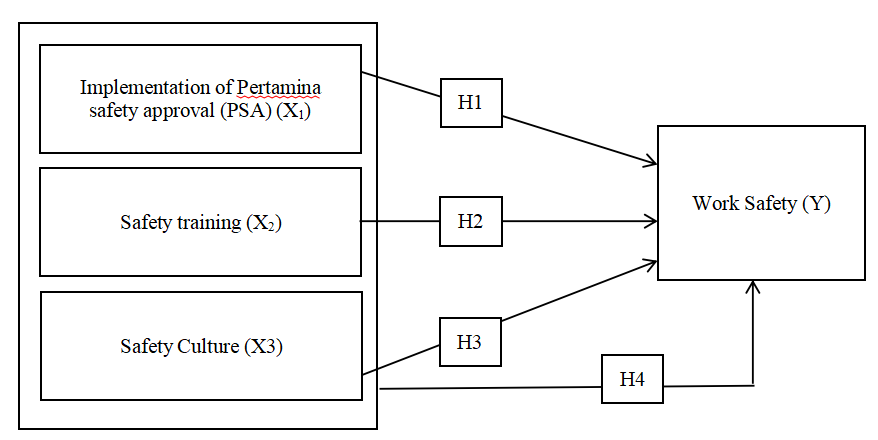 Implementation of Pertamina
safety approval (PSA) (X₁)
H1
Work Safety (Y)
Safety training (X₂)
H2
Safety Culture (X3)
H3
H4